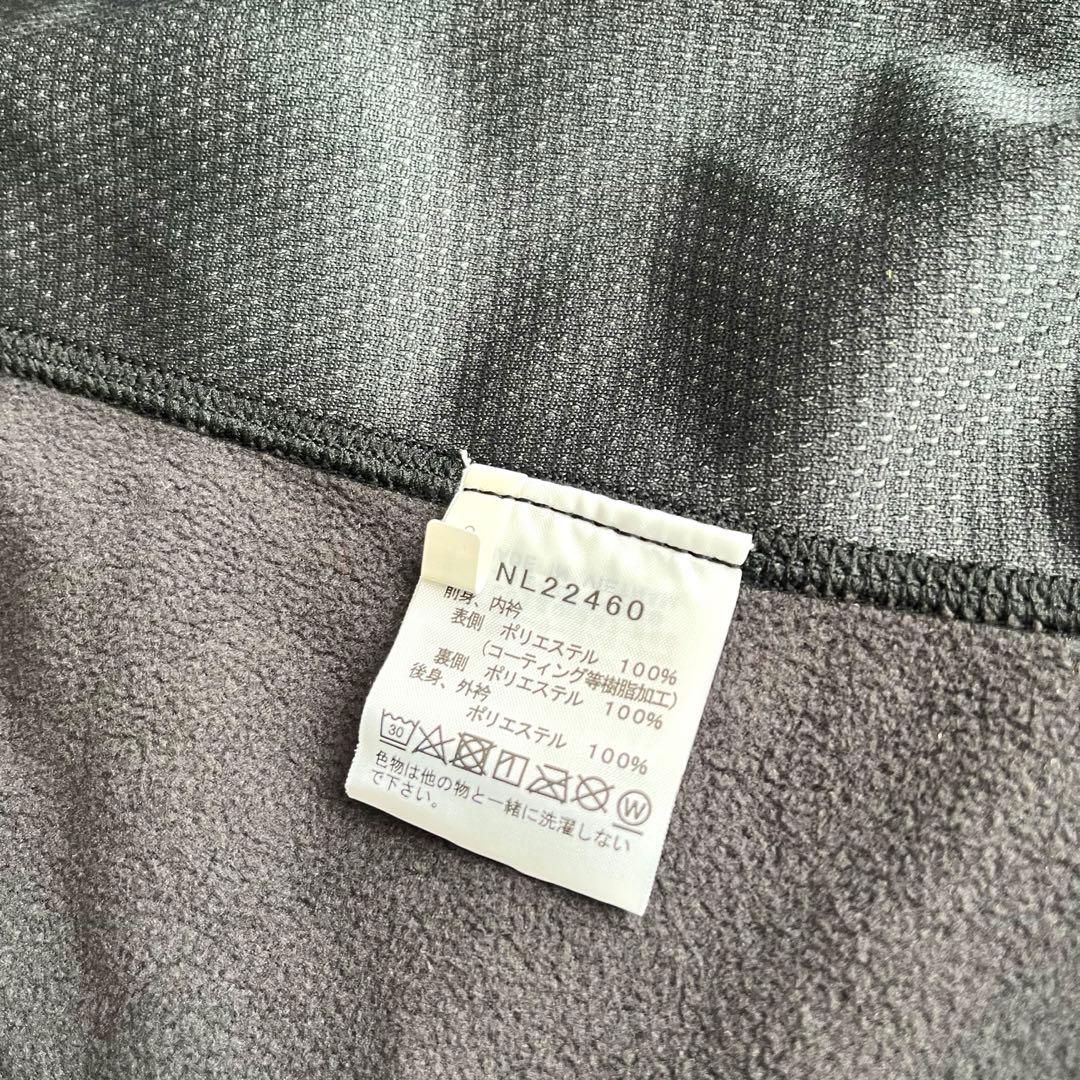 NL22460
前身、内衿
表側 ポリエステル 100%
(コーティング等樹脂加工)
裏側 ポリエステル 100%
後身、外衿
ポリエステル 100%
30
W
色物は他の物と一緒に洗濯しない
で下さい。